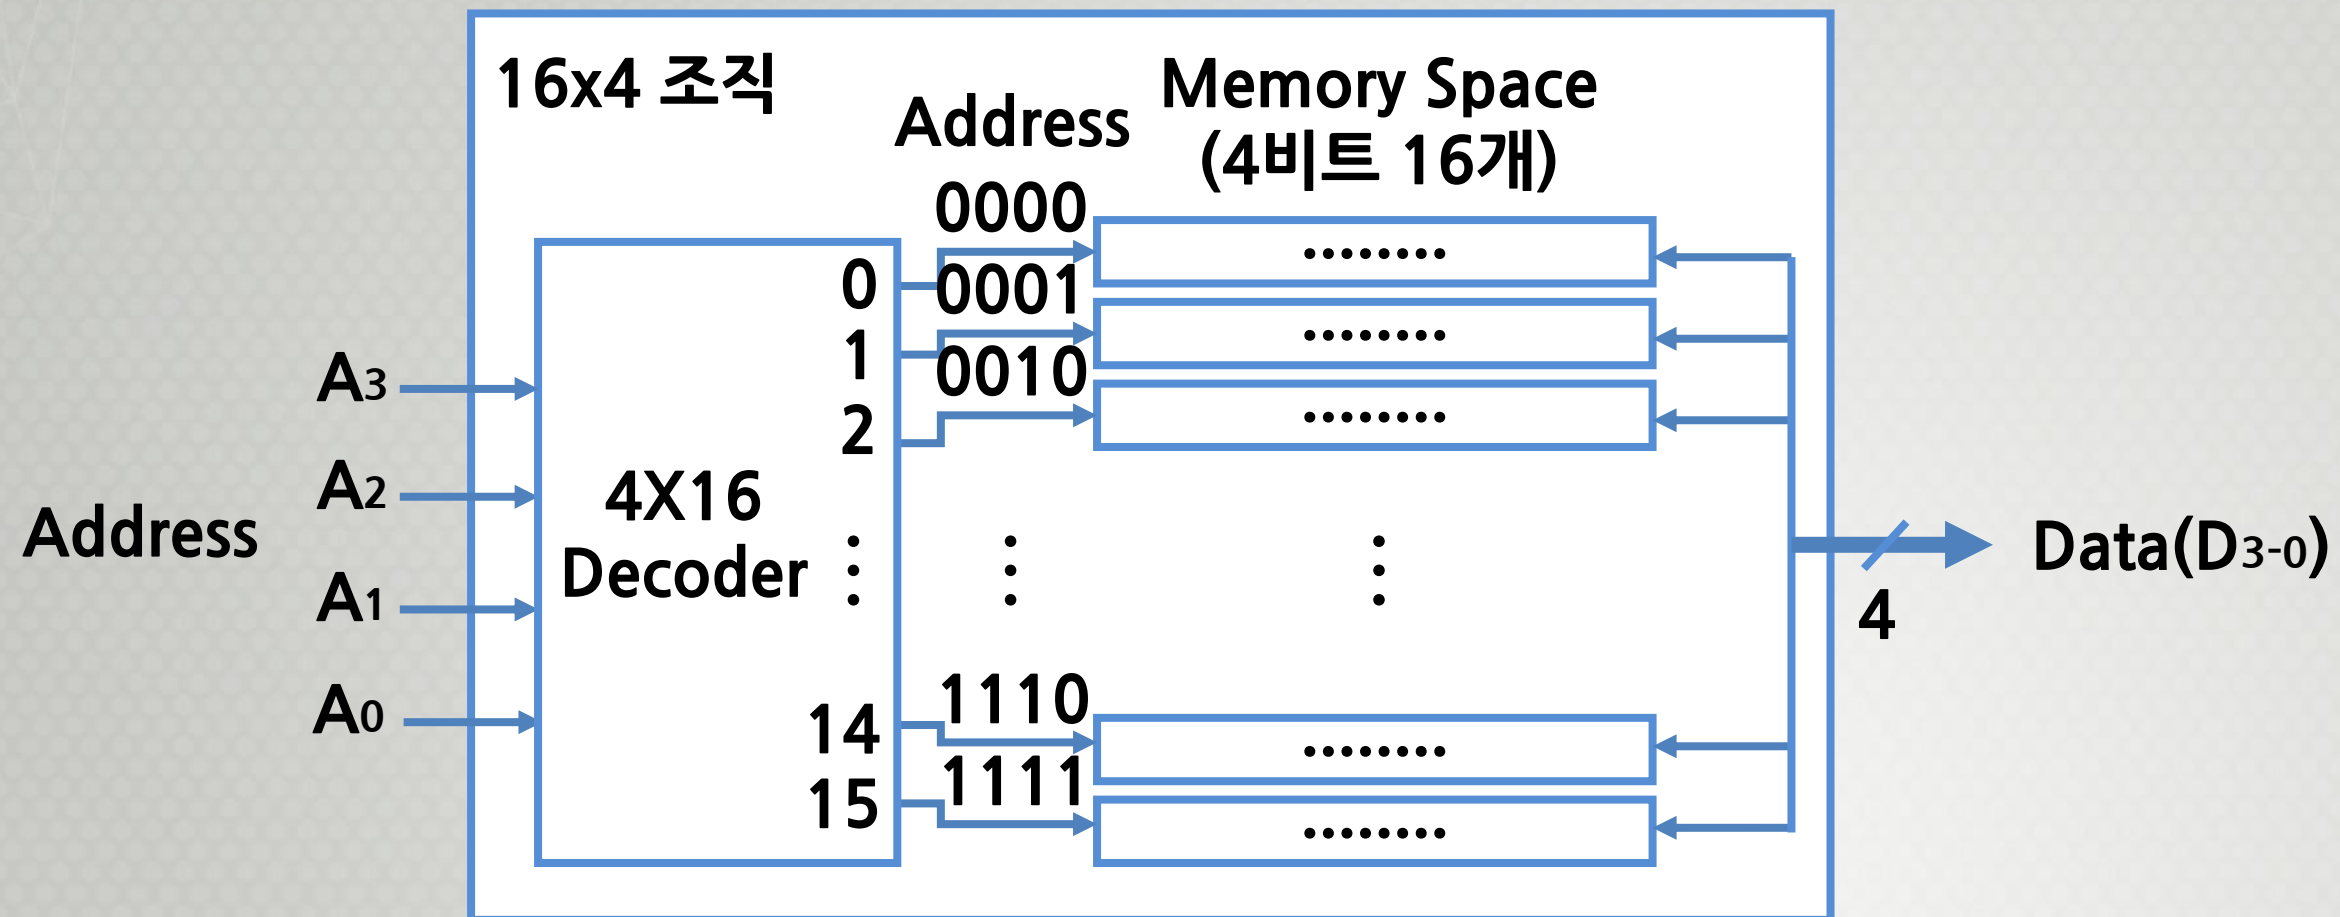 16x4 조직
Address
Memory Space
(4비트 16개)
0000
0001
0010
0
1
2
A3
A2
A1
A0
Address
4X16
Decoder
14
15
1110
1111
Data(D3-0)
4